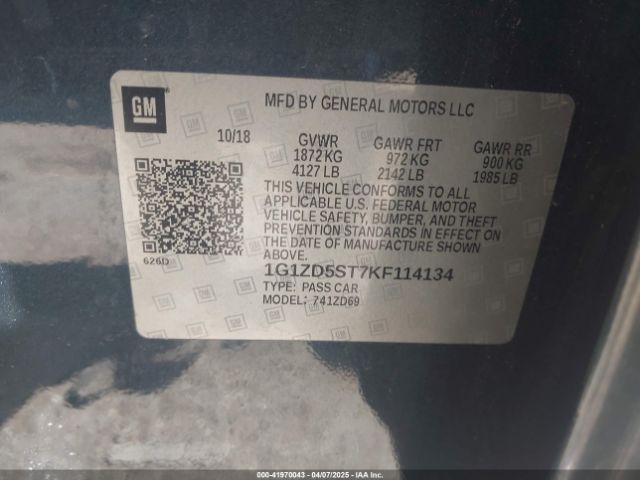 GM
MFD BY GENERAL MOTORS LLC
10/18 GVWR GAWR FRT GAWR RR
1872 KG 972 KG 900 KG
4127 LB 2142 LB 1985 LB
THIS VEHICLE CONFORMS TO ALL
APPLICABLE U.S. FEDERAL MOTOR
VEHICLE SAFETY, BUMPER, AND THEFT
PREVENTION STANDARDS IN EFFECT ON
THE DATE OF MANUFACTURE SHOWN
ABOVE.
626D
1G1ZD5ST7KF114134
TYPE: PASS CAR
MODEL: 741ZD69
000-41970043 - 04/07/2025 - IAA Inc.